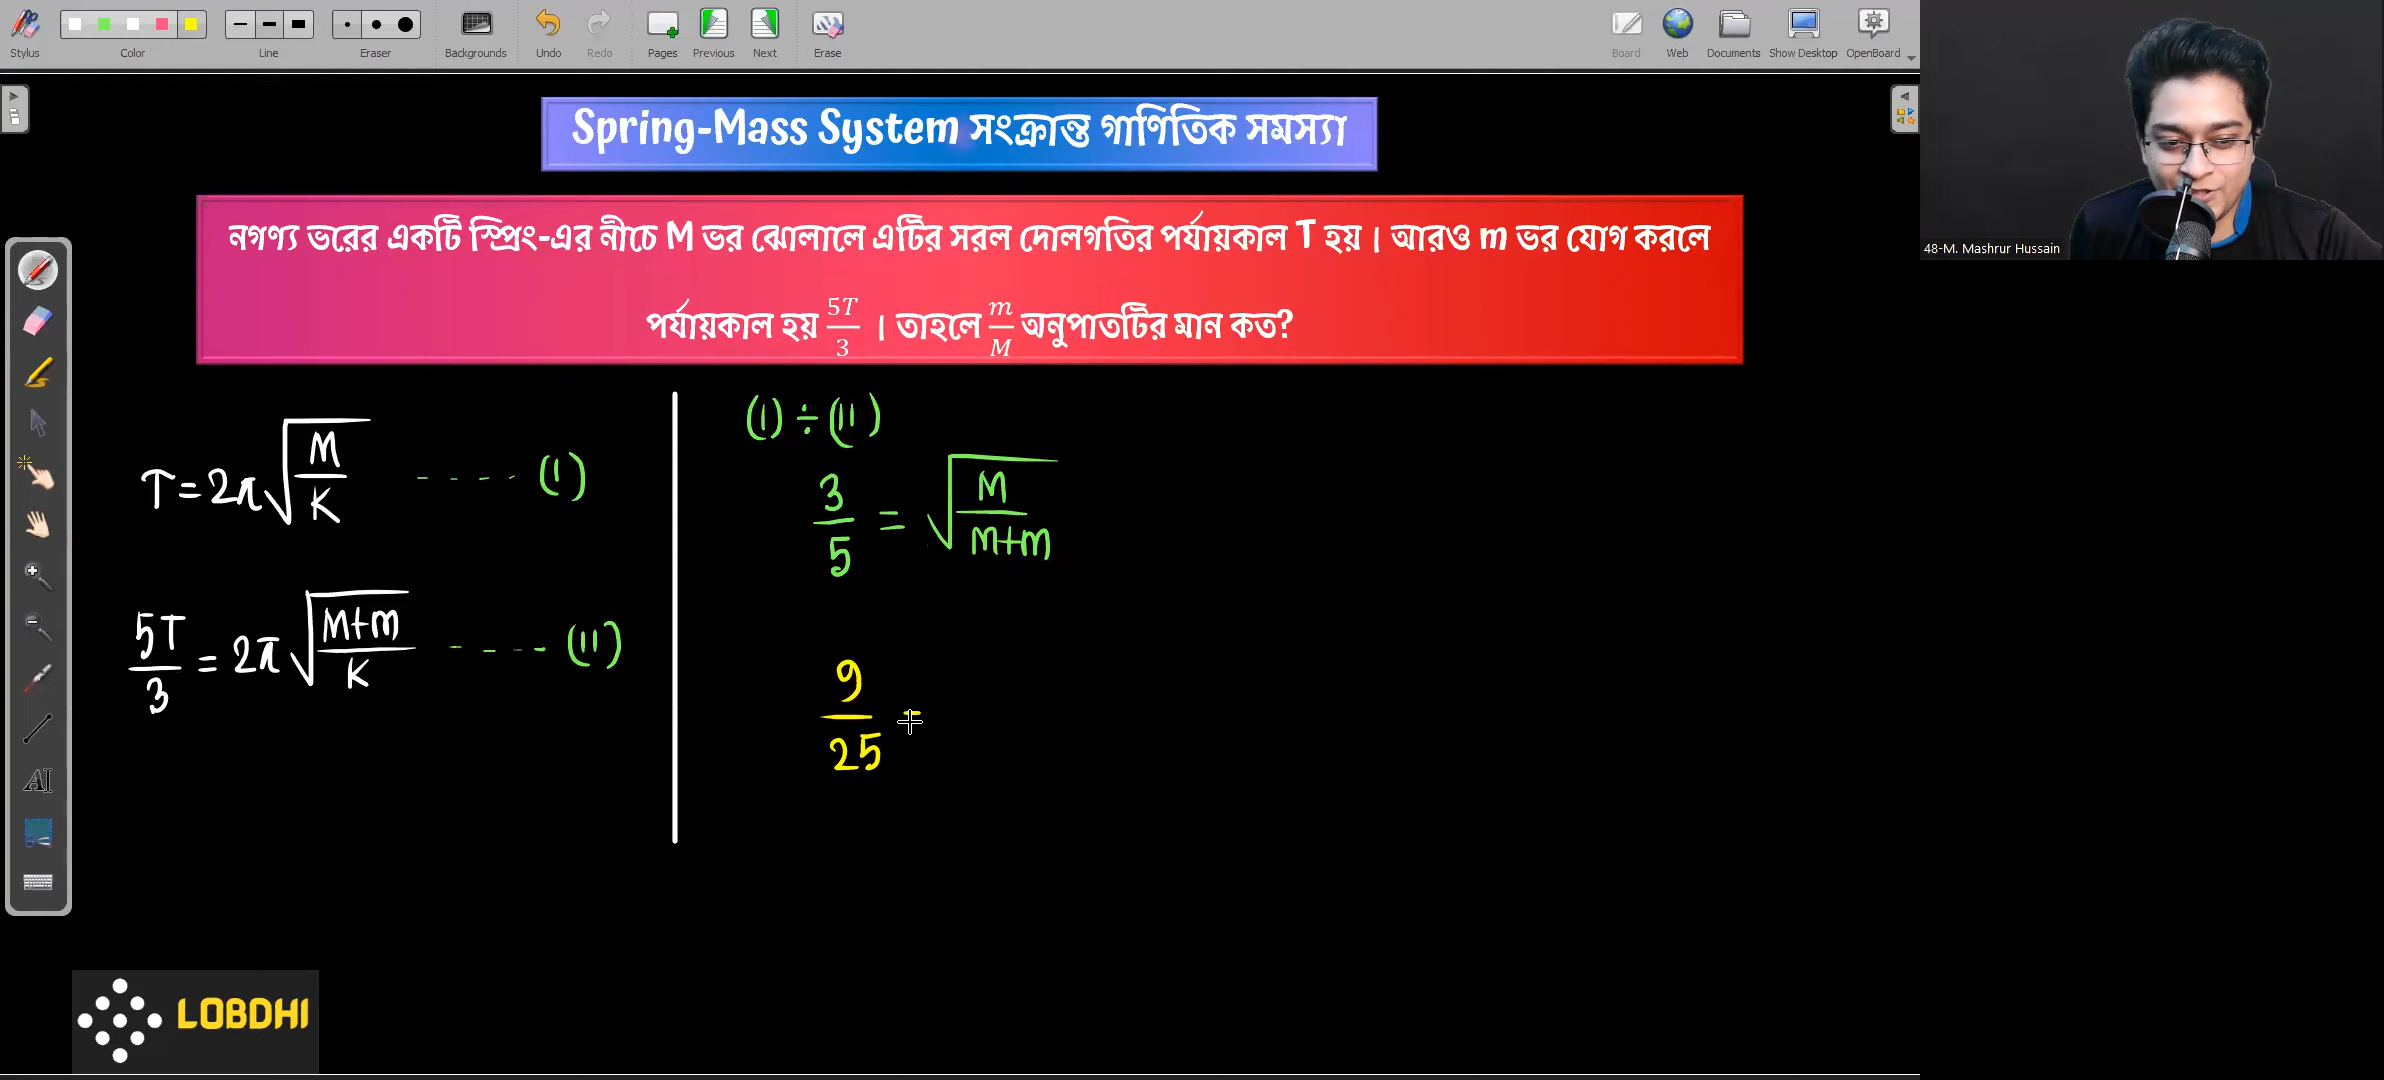 Stylus Color Line Eraser Backgrounds Undo Redo Pages Previous Next Erase Board Web Documents Show Desktop OpenBoard
Spring-Mass System সংক্রান্ত গাণিতিক সমস্যা
নগণ্য ভরের একটি স্প্রিং-এর নীচে M ভর ঝোলালে এটির সরল দোলগতির পর্যায়কাল T হয়। আরও m ভর যোগ করলে
পর্যায়কাল হয় 5T/3 । তাহলে m/M অনুপাতটির মান কত?
48-M. Mashrur Hussain
T = 2π√(M/K) ---- (I)
5T/3 = 2π√(M+m/K) ---- (II)
(I) ÷ (II)
3/5 = √(M/M+m)
9/25 -
AI
LOBDHI